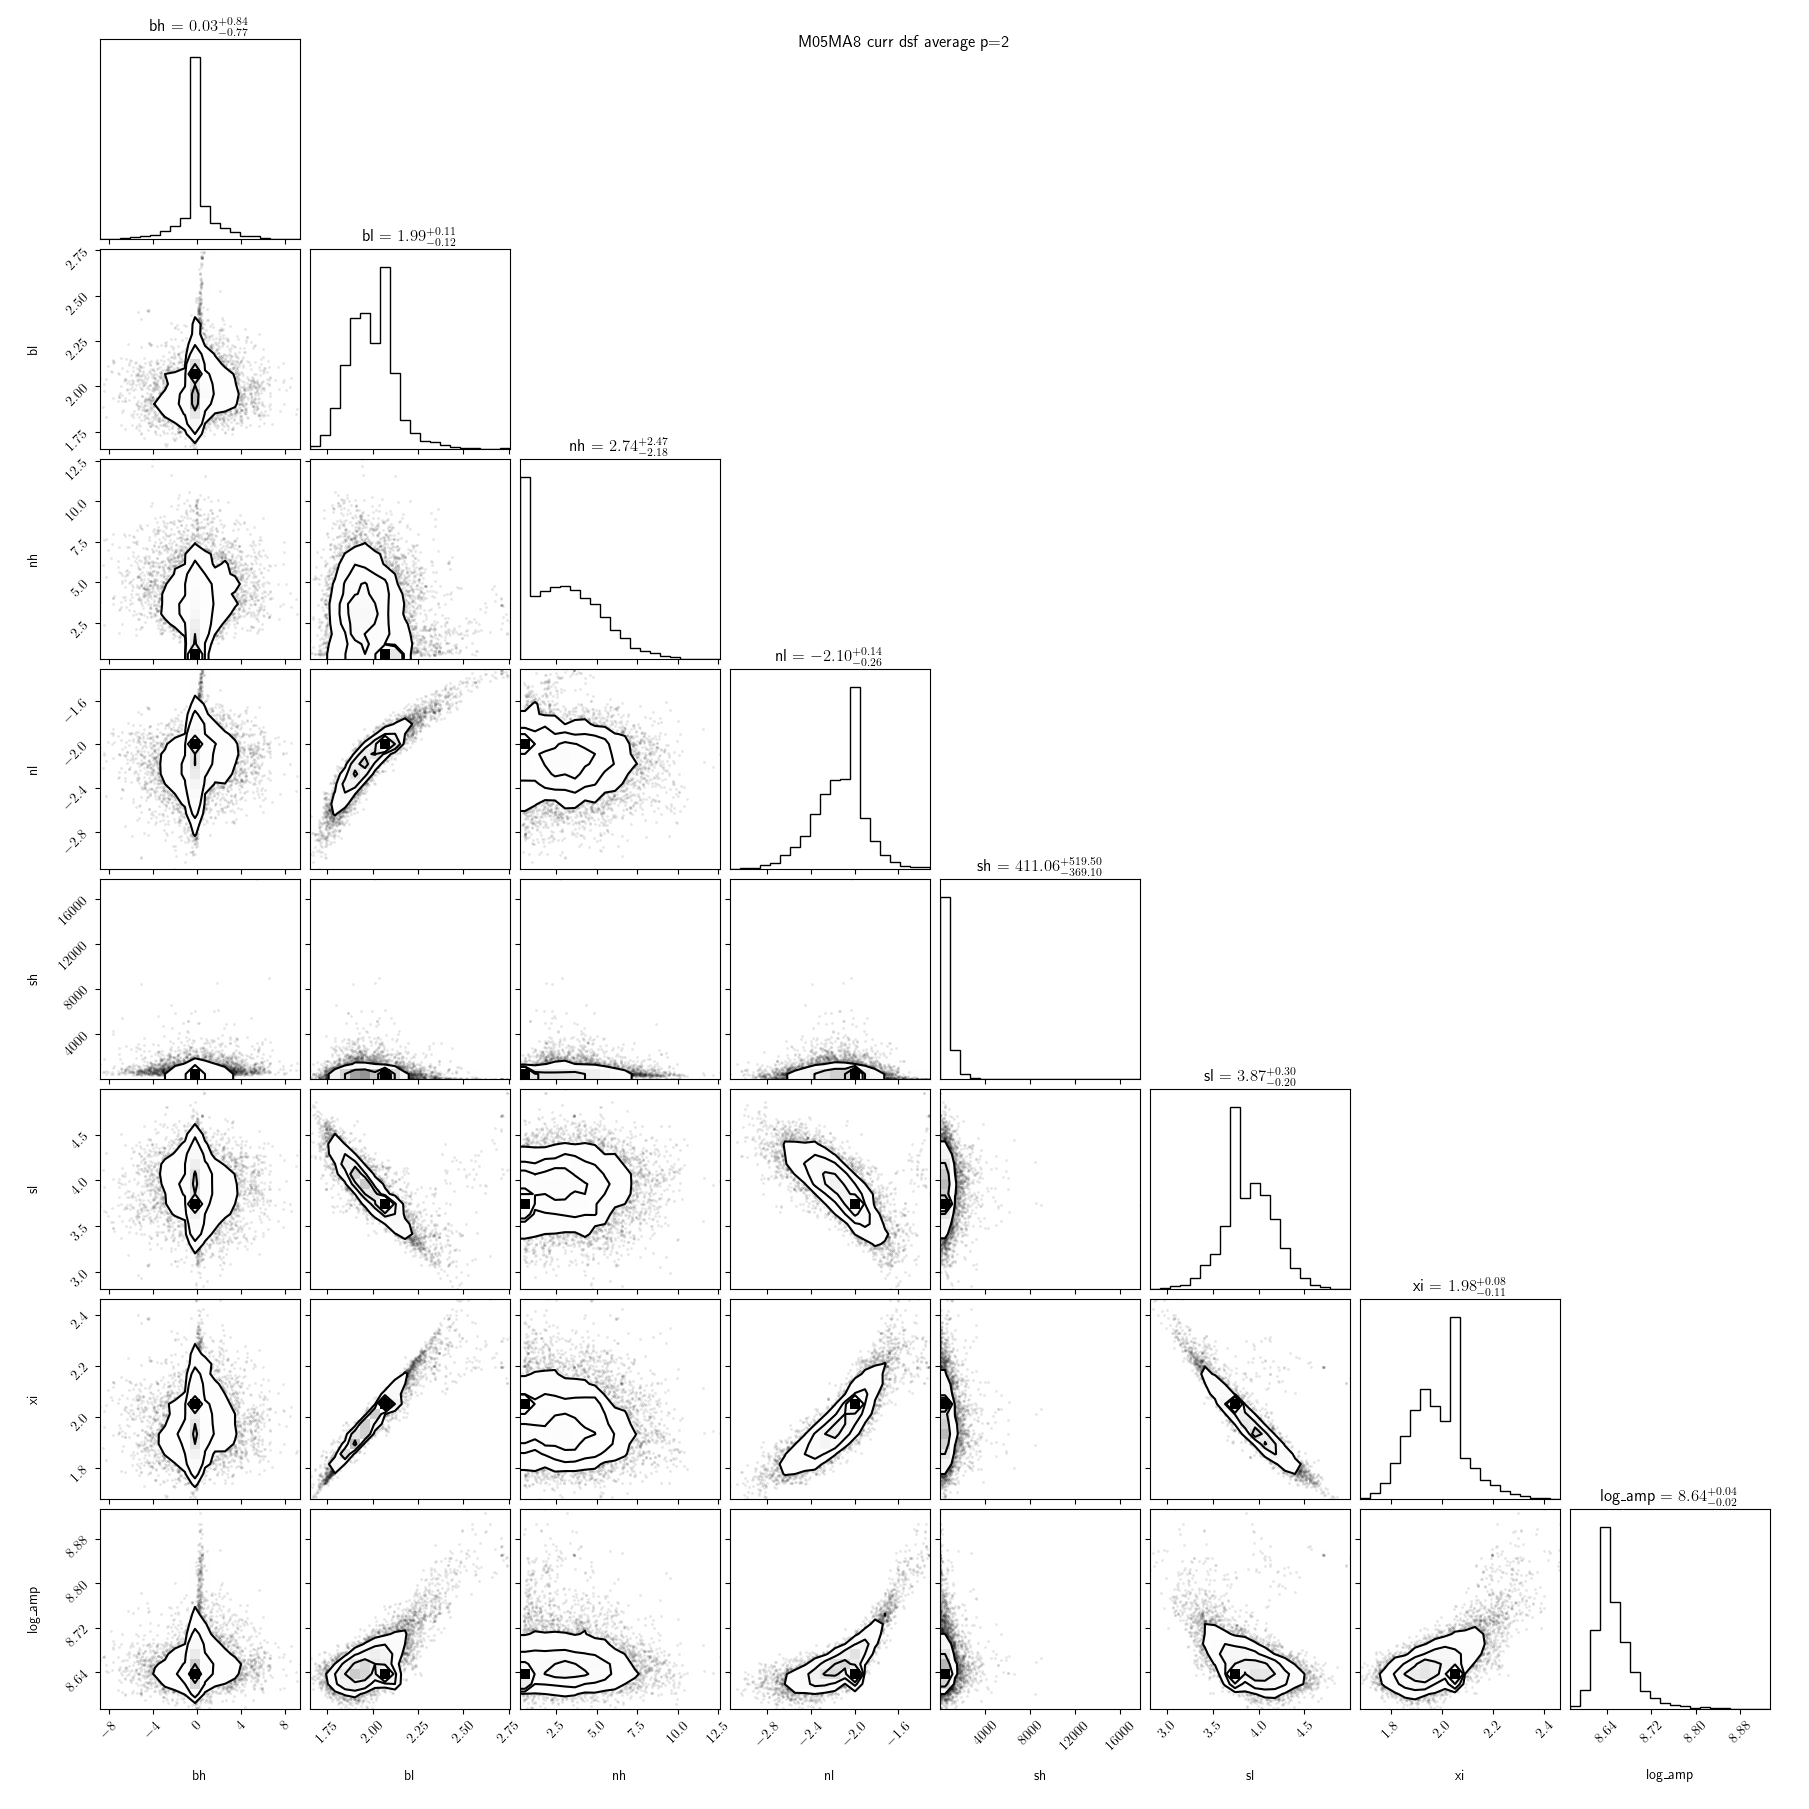 bh = 0.03+0.84−0.77
M05MA8 curr dsf average p=2
bl = 1.99+0.11−0.12
2.75
2.50
2.25
2.00
1.75
bl
nh = 2.74+2.47−2.18
12.5
10.0
7.5
5.0
2.5
nh
nl = −2.10+0.14−0.26
−1.6
−2.0
−2.4
−2.8
nl
sh = 411.06+519.50−369.10
16000
12000
8000
4000
sh
sl = 3.87+0.30−0.20
4.5
4.0
3.5
3.0
sl
xi = 1.98+0.08−0.11
2.4
2.2
2.0
1.8
xi
log_amp = 8.64+0.04−0.02
8.88
8.80
8.72
8.64
log_amp
−8 −4 0 4 8
1.75 2.00 2.25 2.50 2.75
2.5 5.0 7.5 10.0 12.5
−2.8 −2.4 −2.0 −1.6
4000 8000 12000 16000
3.0 3.5 4.0 4.5
1.8 2.0 2.2 2.4
8.64 8.72 8.80 8.88
bh bl nh nl sh sl xi log_amp